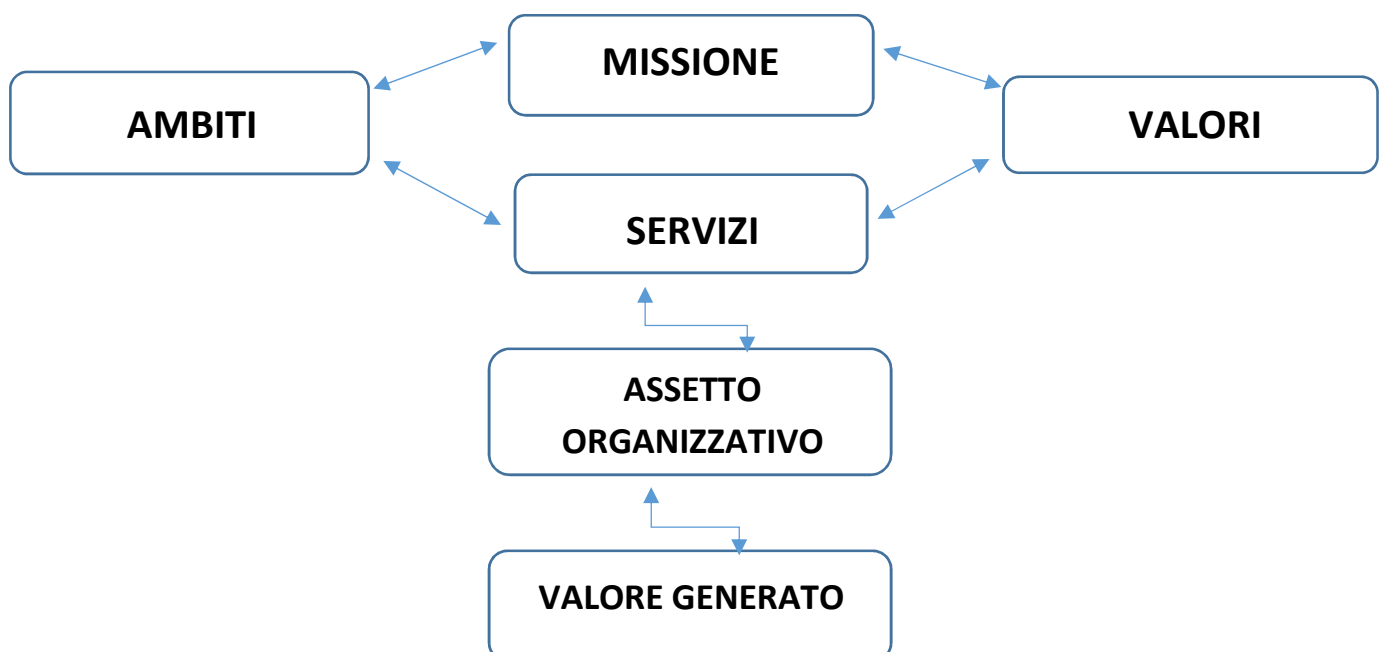 MISSIONE
AMBITI
VALORI
SERVIZI
ASSETTO
ORGANIZZATIVO
VALORE GENERATO